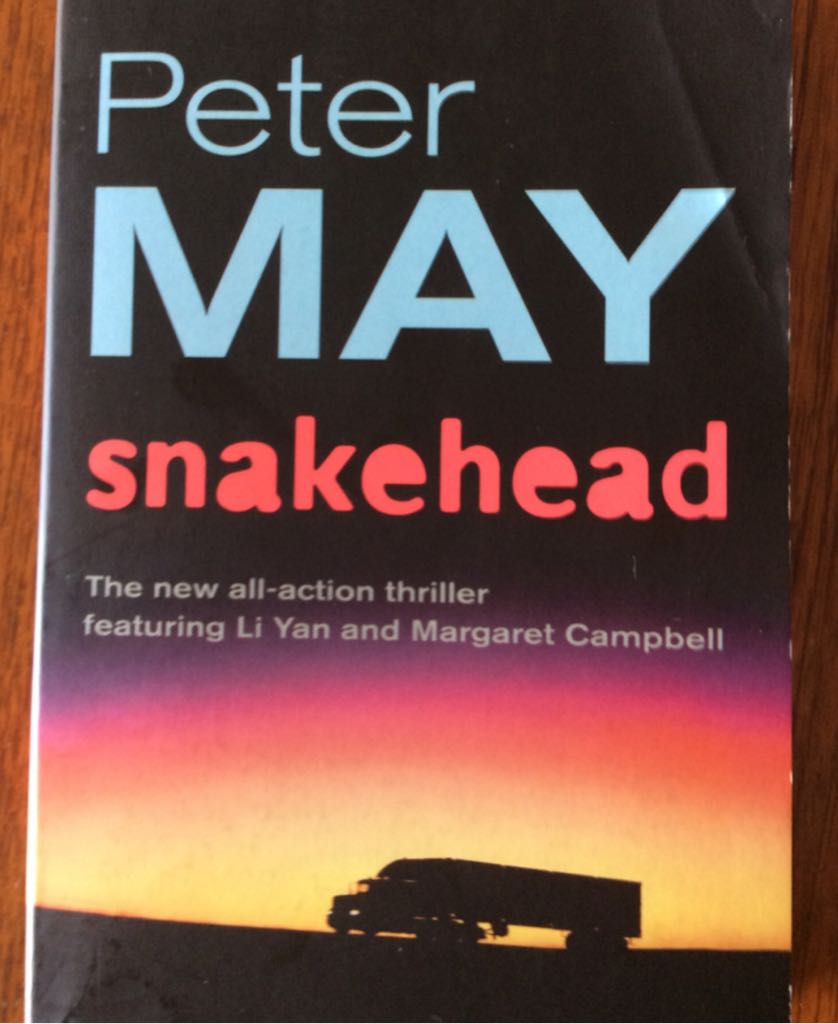 Peter
MAY
snakehead
The new all-action thriller
featuring Li Yan and Margaret Campbell